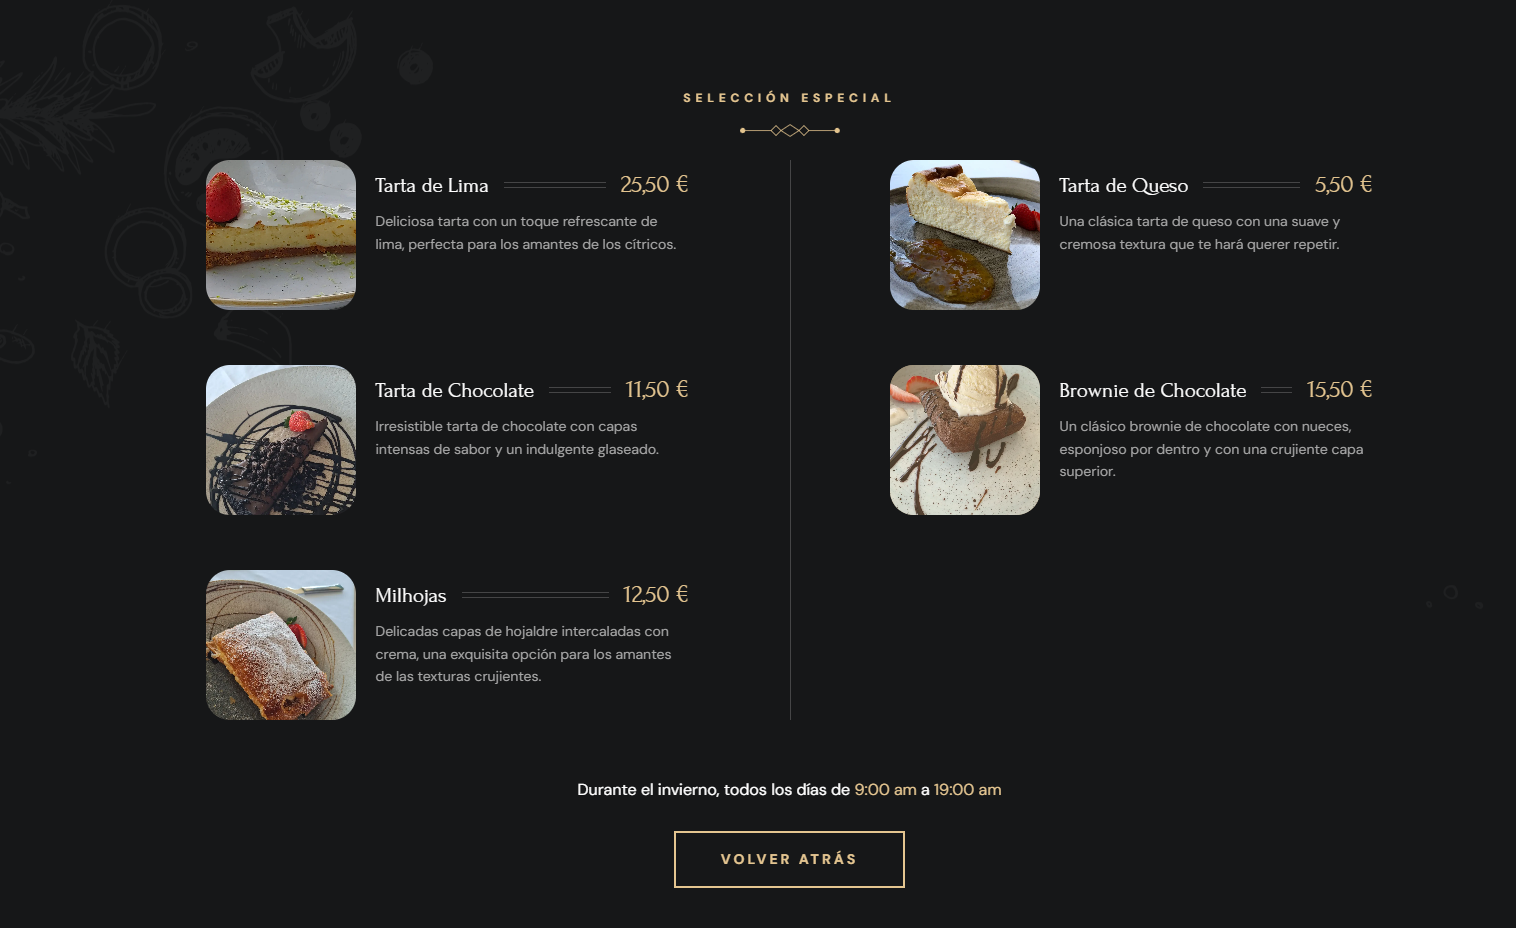 SELECCIÓN ESPECIAL
Tarta de Lima 25,50 €
Deliciosa tarta con un toque refrescante de
lima, perfecta para los amantes de los cítricos.
Tarta de Chocolate 11,50 €
Irresistible tarta de chocolate con capas
intensas de sabor y un indulgente glaseado.
Milhojas 12,50 €
Delicadas capas de hojaldre intercaladas con
crema, una exquisita opción para los amantes
de las texturas crujientes.
Tarta de Queso 5,50 €
Una clásica tarta de queso con una suave y
cremosa textura que te hará querer repetir.
Brownie de Chocolate 15,50 €
Un clásico brownie de chocolate con nueces,
esponjoso por dentro y con una crujiente capa
superior.
Durante el invierno, todos los días de 9:00 am a 19:00 am
VOLVER ATRÁS